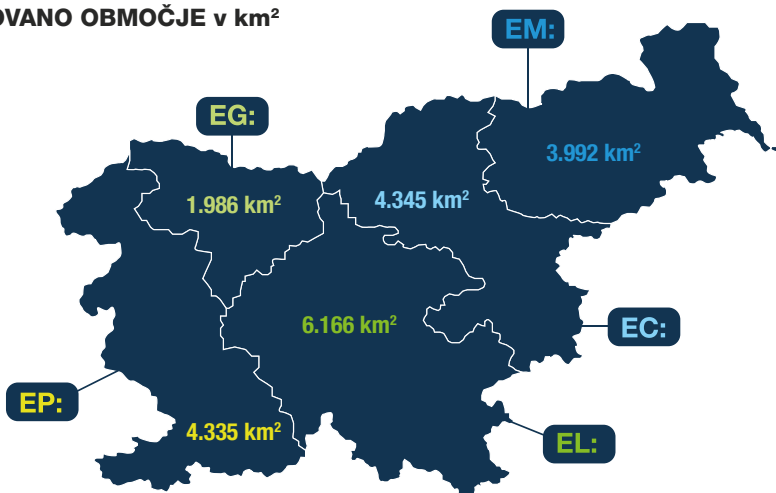 OVANO OBMOČJE v km²
EM:
EG:
3.992 km²
1.986 km²
4.345 km²
6.166 km²
EC:
EP:
4.335 km²
EL: